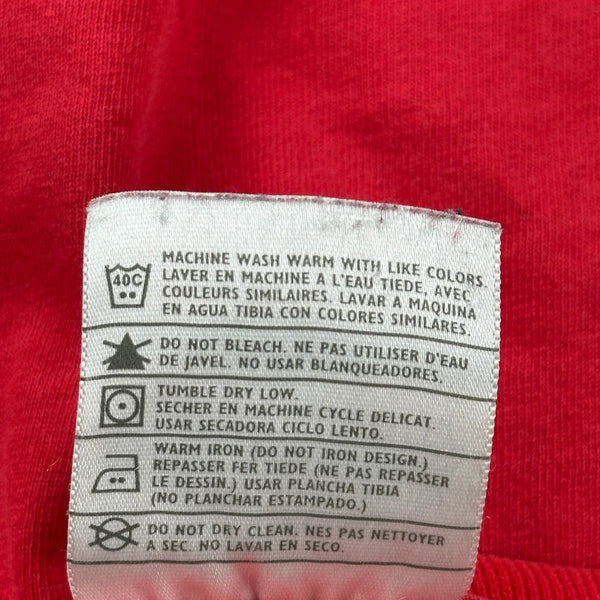 40C
MACHINE WASH WARM WITH LIKE COLORS.
LAVER EN MACHINE A L'EAU TIEDE, AVEC
COULEURS SIMILAIRES. LAVAR A MAQUINA
EN AGUA TIBIA CON COLORES SIMILARES.
DO NOT BLEACH. NE PAS UTILISER D'EAU
DE JAVEL. NO USAR BLANQUEADORES.
TUMBLE DRY LOW.
SECHER EN MACHINE CYCLE DELICAT.
USAR SECADORA CICLO LENTO.
WARM IRON (DO NOT IRON DESIGN.)
REPASSER FER TIEDE (NE PAS REPASSER
LE DESSIN.) USAR PLANCHA TIBIA
(NO PLANCHAR ESTAMPADO.)
DO NOT DRY CLEAN. NES PAS NETTOYER
A SEC. NO LAVAR EN SECO.